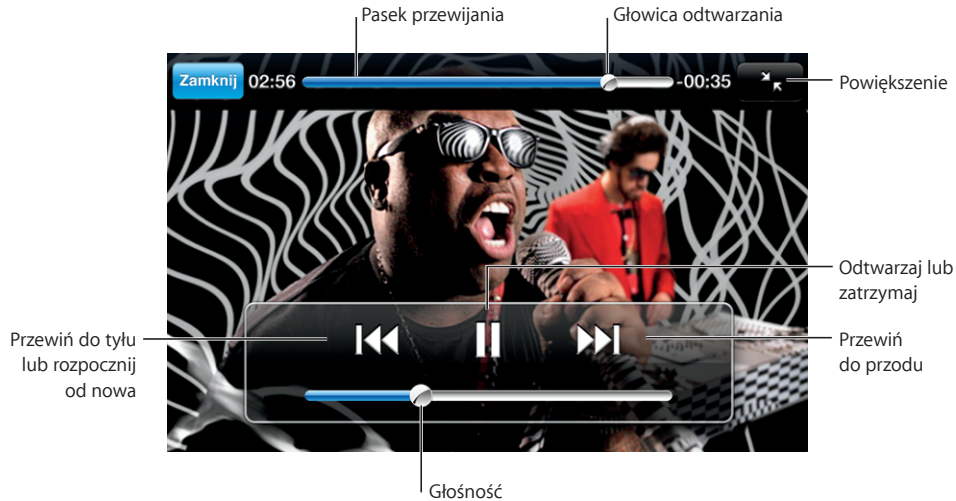 Pasek przewijania
Głowica odtwarzania
Zamknij 02:56 -00:35
Powiększenie
Odtwarzaj lub
zatrzymaj
Przewiń do tyłu
lub rozpocznij
od nowa
Przewiń
do przodu
Głośność